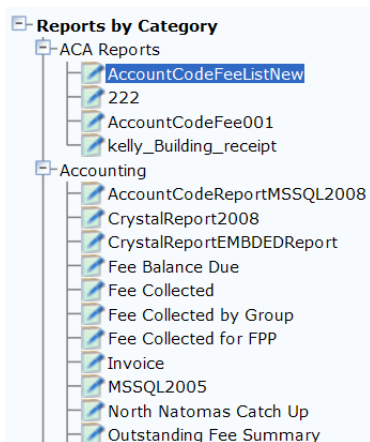 Reports by Category
ACA Reports
AccountCodeFeeListNew
222
AccountCodeFee001
kelly_Building_receipt
Accounting
AccountCodeReportMSSQL2008
CrystalReport2008
CrystalReportEMBDEDReport
Fee Balance Due
Fee Collected
Fee Collected by Group
Fee Collected for FPP
Invoice
MSSQL2005
North Natomas Catch Up
Outstanding Fee Summary